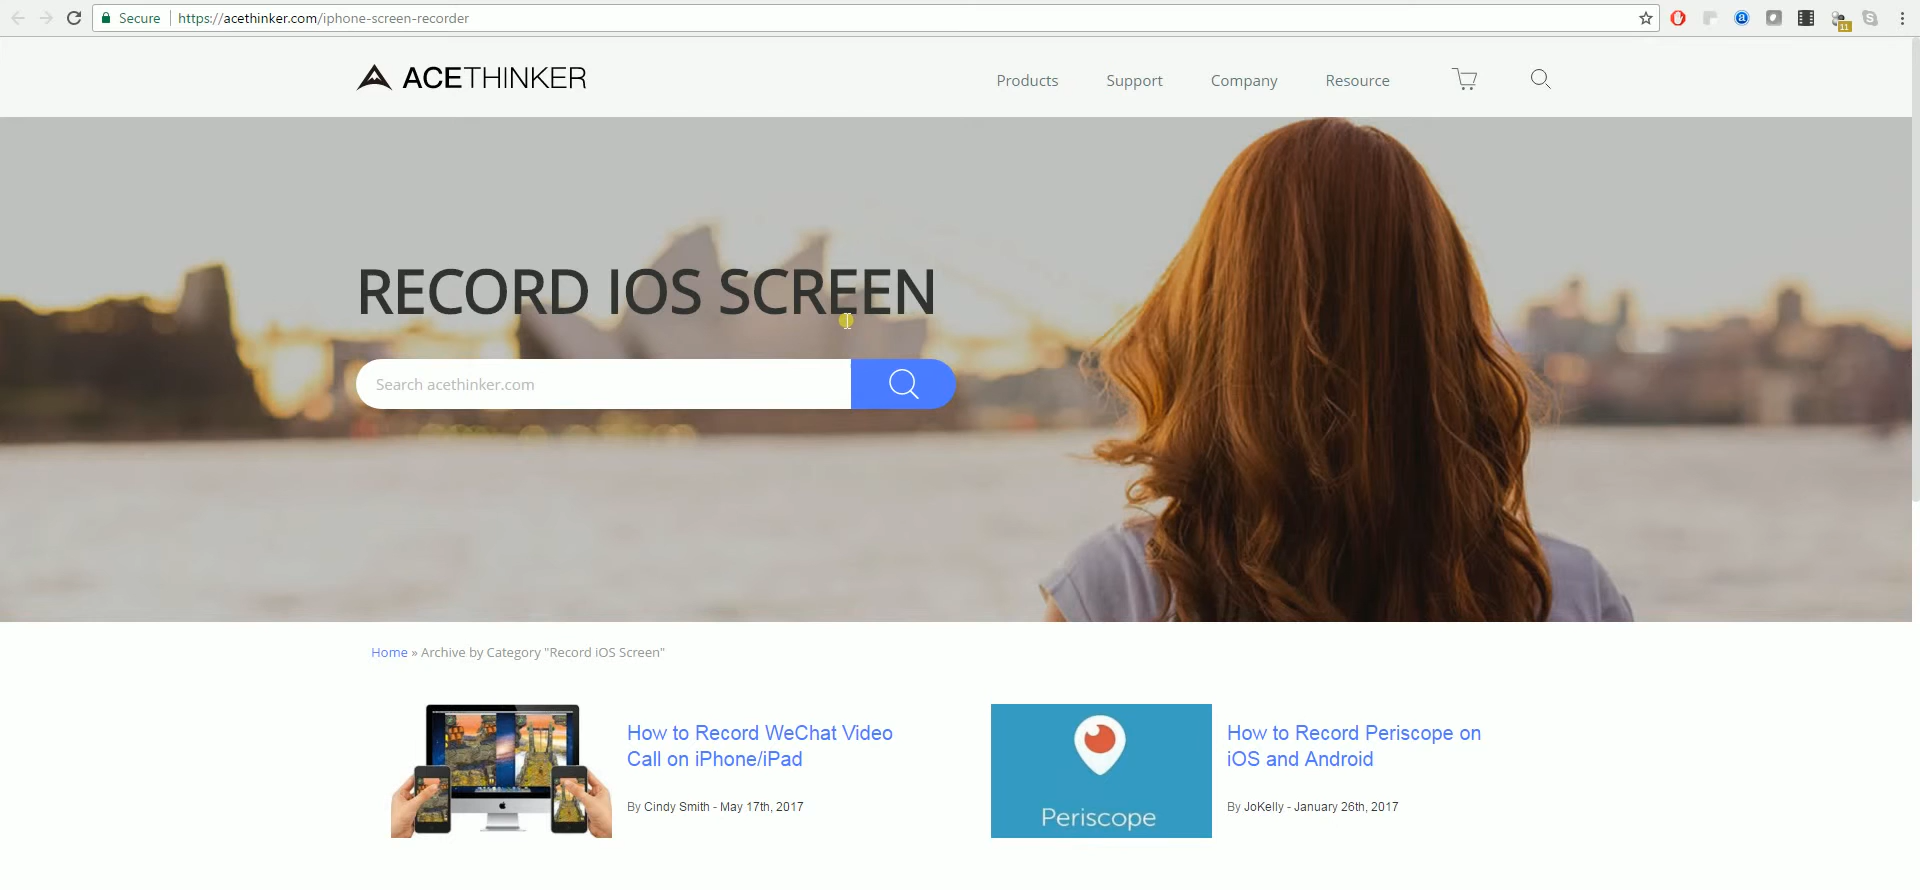 Secure https://acethinker.com/iphone-screen-recorder
11
ACETHINKER
Products Support Company Resource
RECORD IOS SCREEN
Search acethinker.com
Home » Archive by Category "Record iOS Screen"
How to Record WeChat Video
Call on iPhone/iPad
By Cindy Smith - May 17th, 2017
Periscope
How to Record Periscope on
iOS and Android
By JoKelly - January 26th, 2017